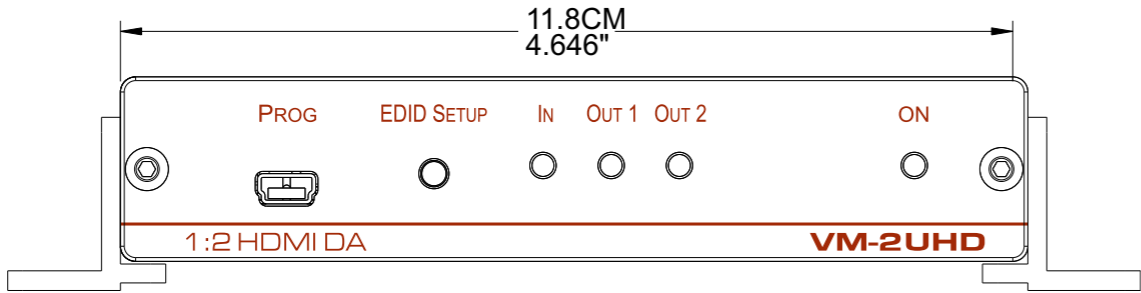 11.8CM
4.646"
PROG EDID SETUP IN OUT 1 OUT 2 ON
1:2 HDMI DA VM-2UHD